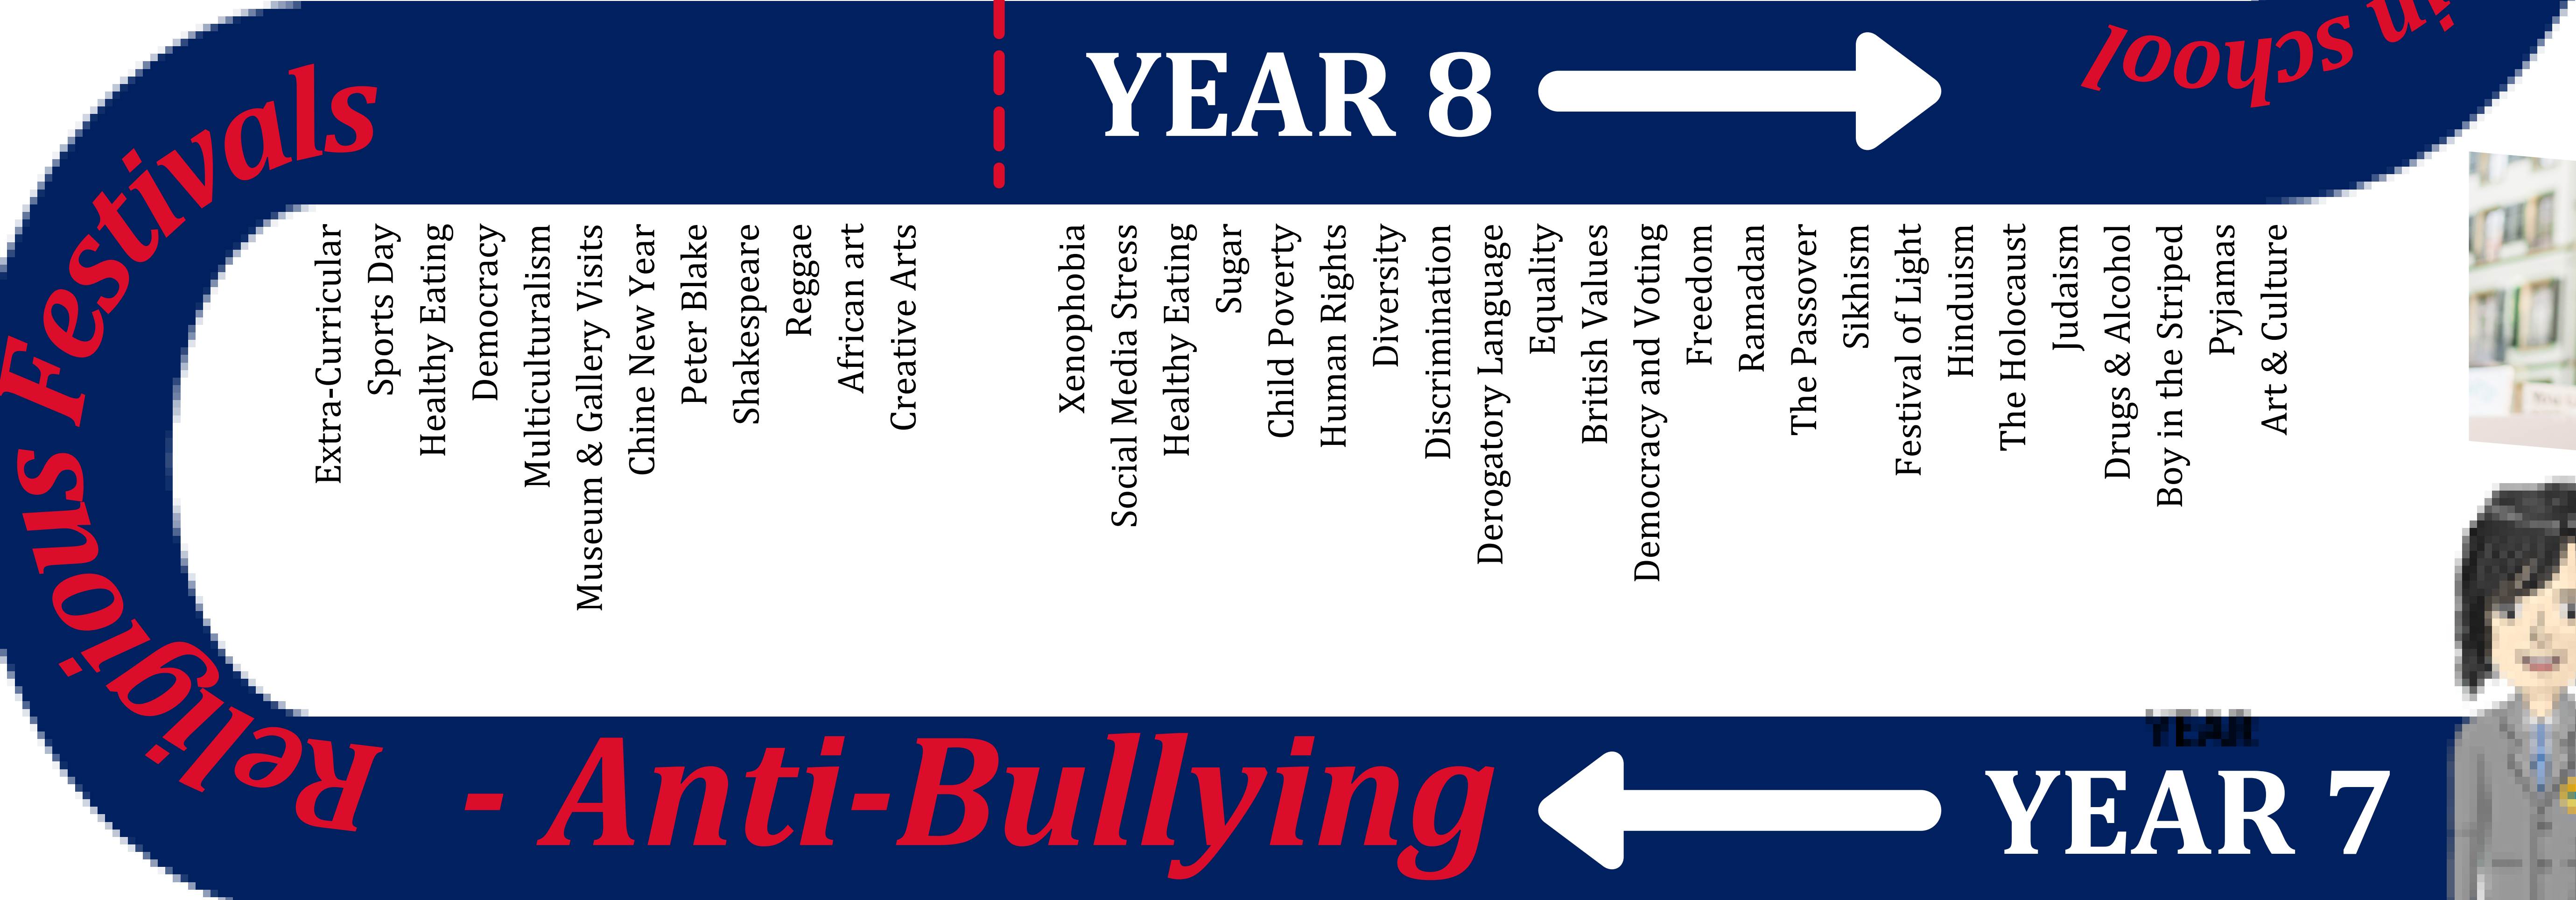 in school
YEAR 8
Religious Festivals
Extra-Curricular
Sports Day
Healthy Eating
Democracy
Multiculturalism
Museum & Gallery Visits
Chine New Year
Peter Blake
Shakespeare
Reggae
African art
Creative Arts
Xenophobia
Social Media Stress
Healthy Eating
Sugar
Child Poverty
Human Rights
Diversity
Discrimination
Derogatory Language
Equality
British Values
Democracy and Voting
Freedom
Ramadan
The Passover
Sikhism
Festival of Light
Hinduism
The Holocaust
Judaism
Drugs & Alcohol
Boy in the Striped
Pyjamas
Art & Culture
- Anti-Bullying
YEAR
YEAR 7